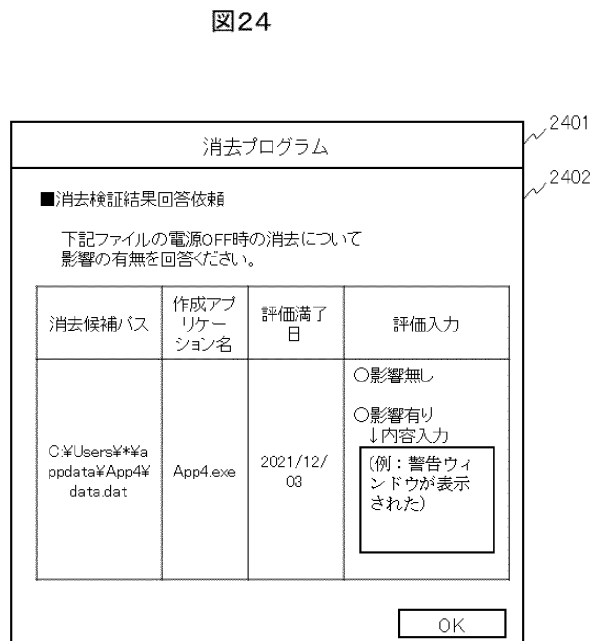 図24
2401
消去プログラム
2402
■消去検証結果回答依頼
下記ファイルの電源OFF時の消去について
影響の有無を回答ください。
消去候補パス
作成アプ
リケー
ション名
評価満了
日
評価入力
C:¥Users¥*¥a
ppdata¥App4¥
data.dat
App4.exe
2021/12/
03
○影響無し
○影響有り
↓内容入力
(例：警告ウィ
ンドウが表示
された)
OK